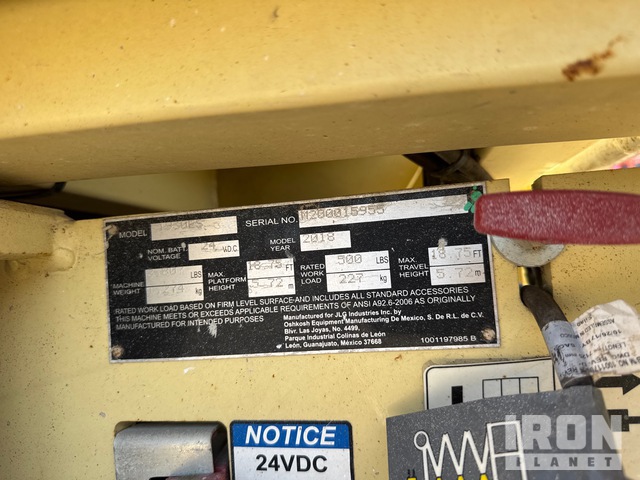 MODEL 1930ES
SERIAL NO. M200015955
NOM. BATT. VOLTAGE 24 V.D.C
MODEL YEAR 2018
MACHINE WEIGHT LBS kg
MAX. PLATFORM HEIGHT 18.75 FT 5.72 m
RATED WORK LOAD 500 LBS 227 kg
MAX. TRAVEL HEIGHT 18.75 FT 5.72 m
RATED WORK LOAD BASED ON FIRM LEVEL SURFACE-AND INCLUDES ALL STANDARD ACCESSORIES
THIS MACHINE MEETS OR EXCEEDS APPLICABLE REQUIREMENTS OF ANSI A92.6-2006 AS ORIGINALLY
MANUFACTURED FOR INTENDED PURPOSES
Manufactured for JLG Industries Inc. by
Oshkosh Equipment Manufacturing De Mexico, S. De R.L. de C.V.
Blvr. Las Joyas, No. 4499,
Parque Industrial Colinas de León
León, Guanajuato, México 37668
1001197985 B
NOTICE
24VDC
IRON
PLANET